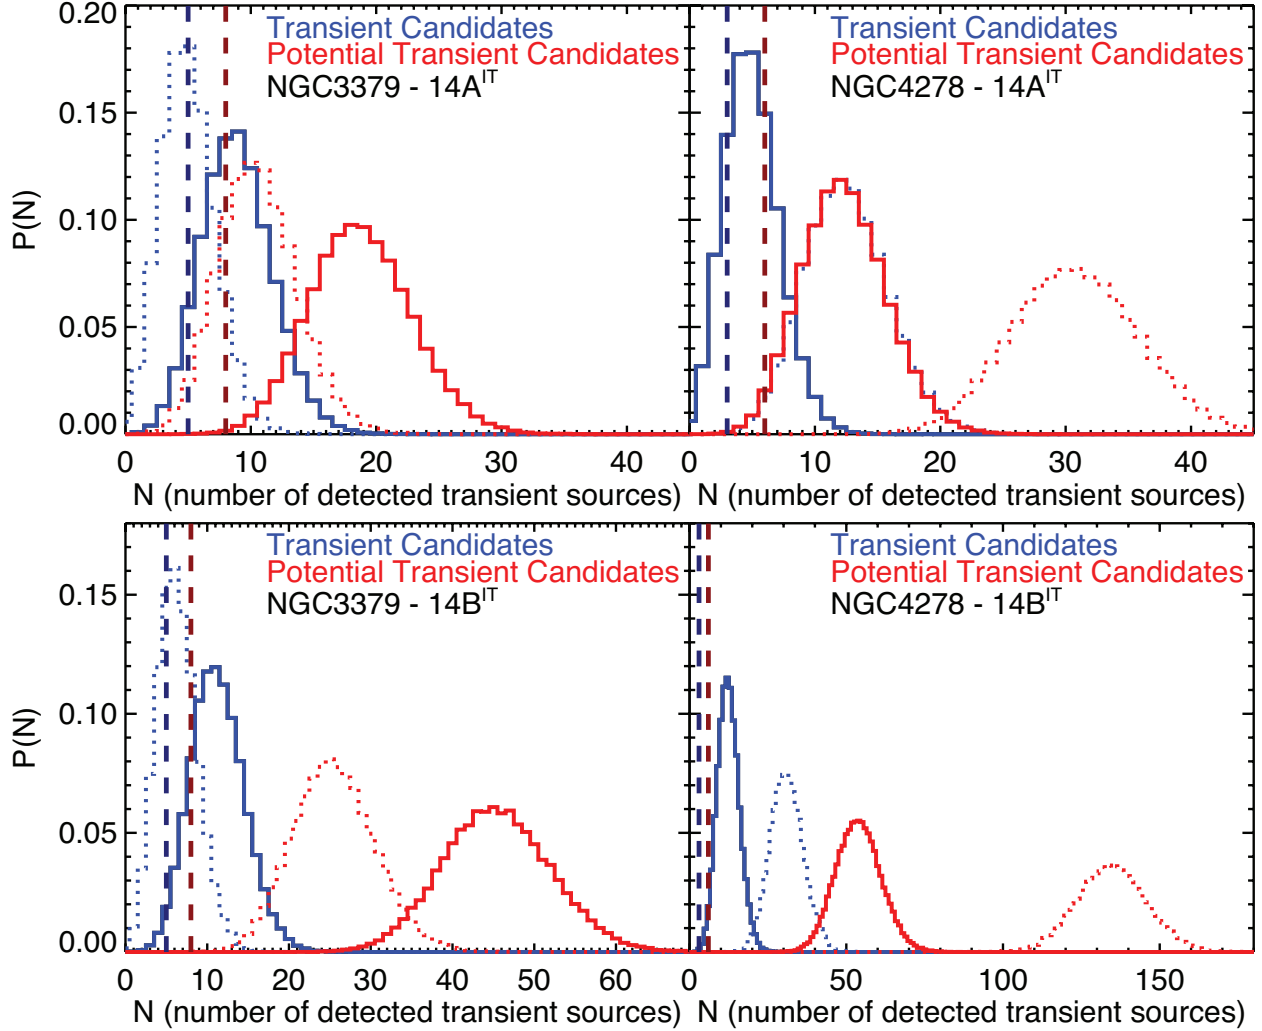 0.20
0.15
0.10
0.05
0.00
P(N)
Transient Candidates
Potential Transient Candidates
NGC3379 - 14A^IT
0 10 20 30 40
N (number of detected transient sources)
Transient Candidates
Potential Transient Candidates
NGC4278 - 14A^IT
0 10 20 30 40
N (number of detected transient sources)
0.15
0.10
0.05
0.00
P(N)
Transient Candidates
Potential Transient Candidates
NGC3379 - 14B^IT
0 10 20 30 40 50 60
N (number of detected transient sources)
Transient Candidates
Potential Transient Candidates
NGC4278 - 14B^IT
0 50 100 150
N (number of detected transient sources)